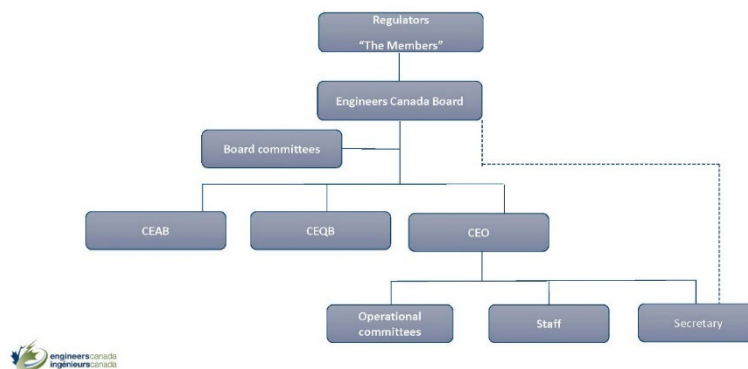 Regulators
“The Members”
Engineers Canada Board
Board committees
CEAB
CEQB
CEO
Operational
committees
Staff
Secretary
engineerscanada
ingénieurscanada